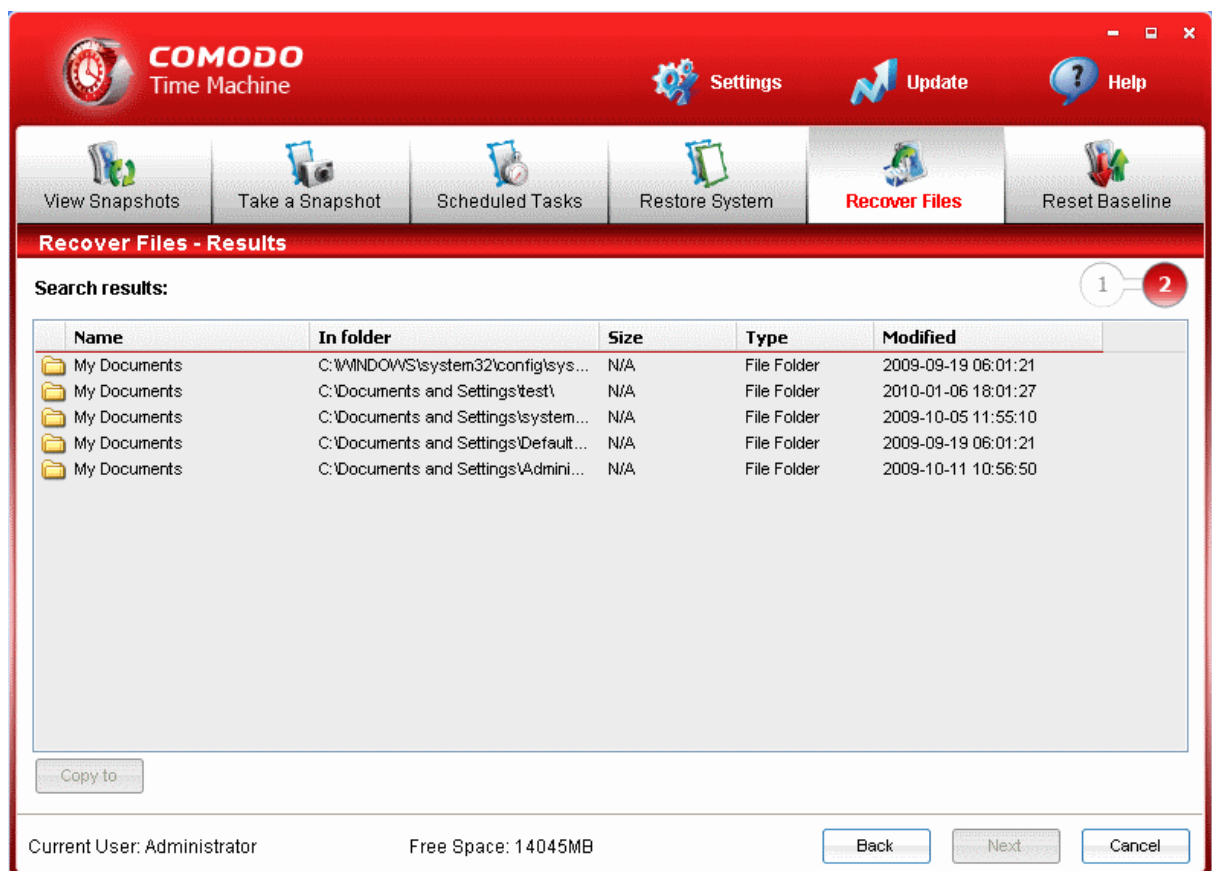 COMODO
Time Machine
Settings
Update
? Help
View Snapshots
Take a Snapshot
Scheduled Tasks
Restore System
Recover Files
Reset Baseline
Recover Files - Results
Search results:
1 2
Name In folder Size Type Modified
My Documents C:\WINDOWS\system32\config\sys... N/A File Folder 2009-09-19 06:01:21
My Documents C:\Documents and Settings\test\ N/A File Folder 2010-01-06 18:01:27
My Documents C:\Documents and Settings\system... N/A File Folder 2009-10-05 11:55:10
My Documents C:\Documents and Settings\Default... N/A File Folder 2009-09-19 06:01:21
My Documents C:\Documents and Settings\Admini... N/A File Folder 2009-10-11 10:56:50
Copy to
Current User: Administrator Free Space: 14045MB Back Next Cancel